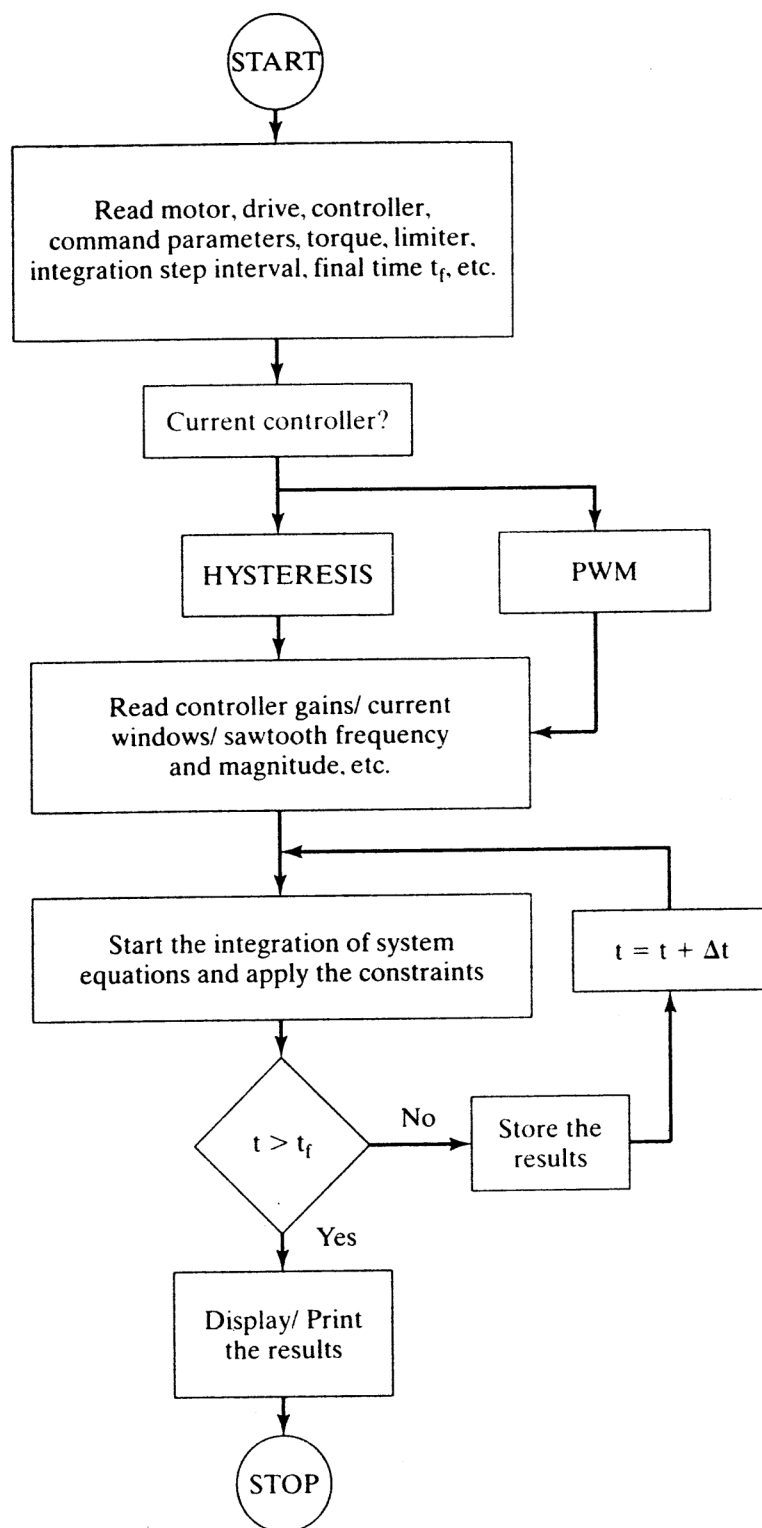 START
Read motor, drive, controller,
command parameters, torque, limiter,
integration step interval, final time t_f, etc.
Current controller?
HYSTERESIS
PWM
Read controller gains/ current
windows/ sawtooth frequency
and magnitude, etc.
Start the integration of system
equations and apply the constraints
t = t + Δt
t > t_f
No
Store the
results
Yes
Display/ Print
the results
STOP